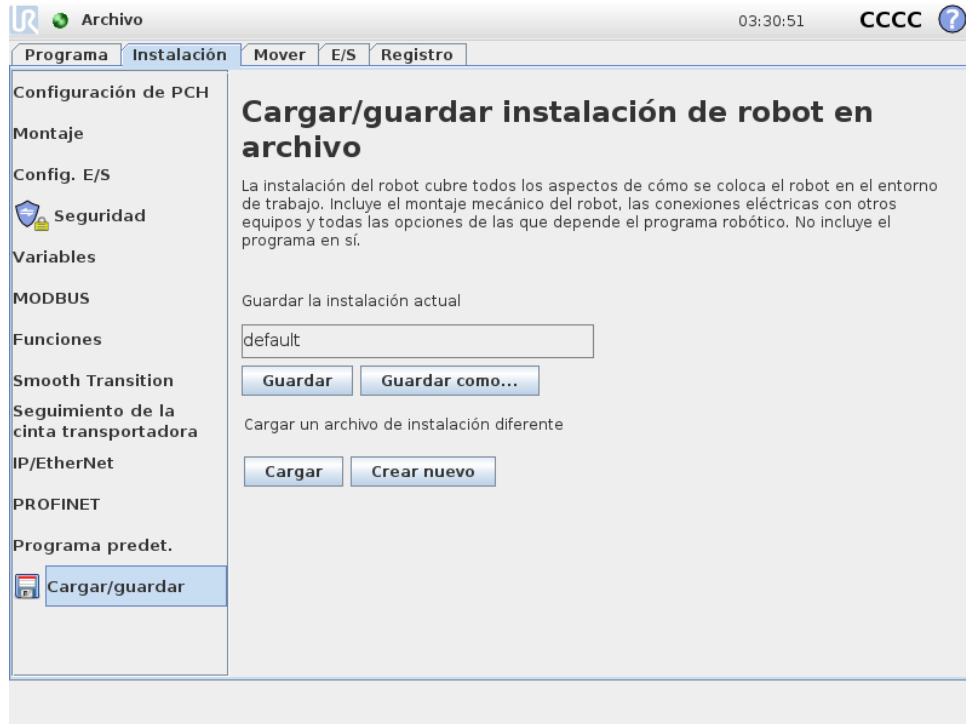 UR
Archivo
03:30:51
CCCC
?
Programa
Instalación
Mover
E/S
Registro
Configuración de PCH
Montaje
Config. E/S
Seguridad
Variables
MODBUS
Funciones
Smooth Transition
Seguimiento de la
cinta transportadora
IP/EtherNet
PROFINET
Programa predet.
Cargar/guardar
Cargar/guardar instalación de robot en
archivo
La instalación del robot cubre todos los aspectos de cómo se coloca el robot en el entorno
de trabajo. Incluye el montaje mecánico del robot, las conexiones eléctricas con otros
equipos y todas las opciones de las que depende el programa robótico. No incluye el
programa en sí.
Guardar la instalación actual
default
Guardar
Guardar como...
Cargar un archivo de instalación diferente
Cargar
Crear nuevo